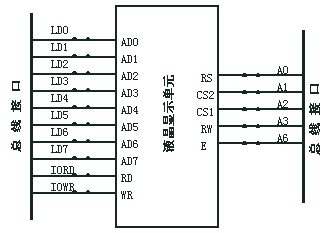 LD0
LD1
LD2
LD3
LD4
LD5
LD6
LD7
IORD
IOWR
总线接口
AD0
AD1
AD2
AD3
AD4
AD5
AD6
AD7
RD
WR
液晶显示单元
RS
CS2
CS1
RW
E
A0
A1
A2
A3
A6
总线接口